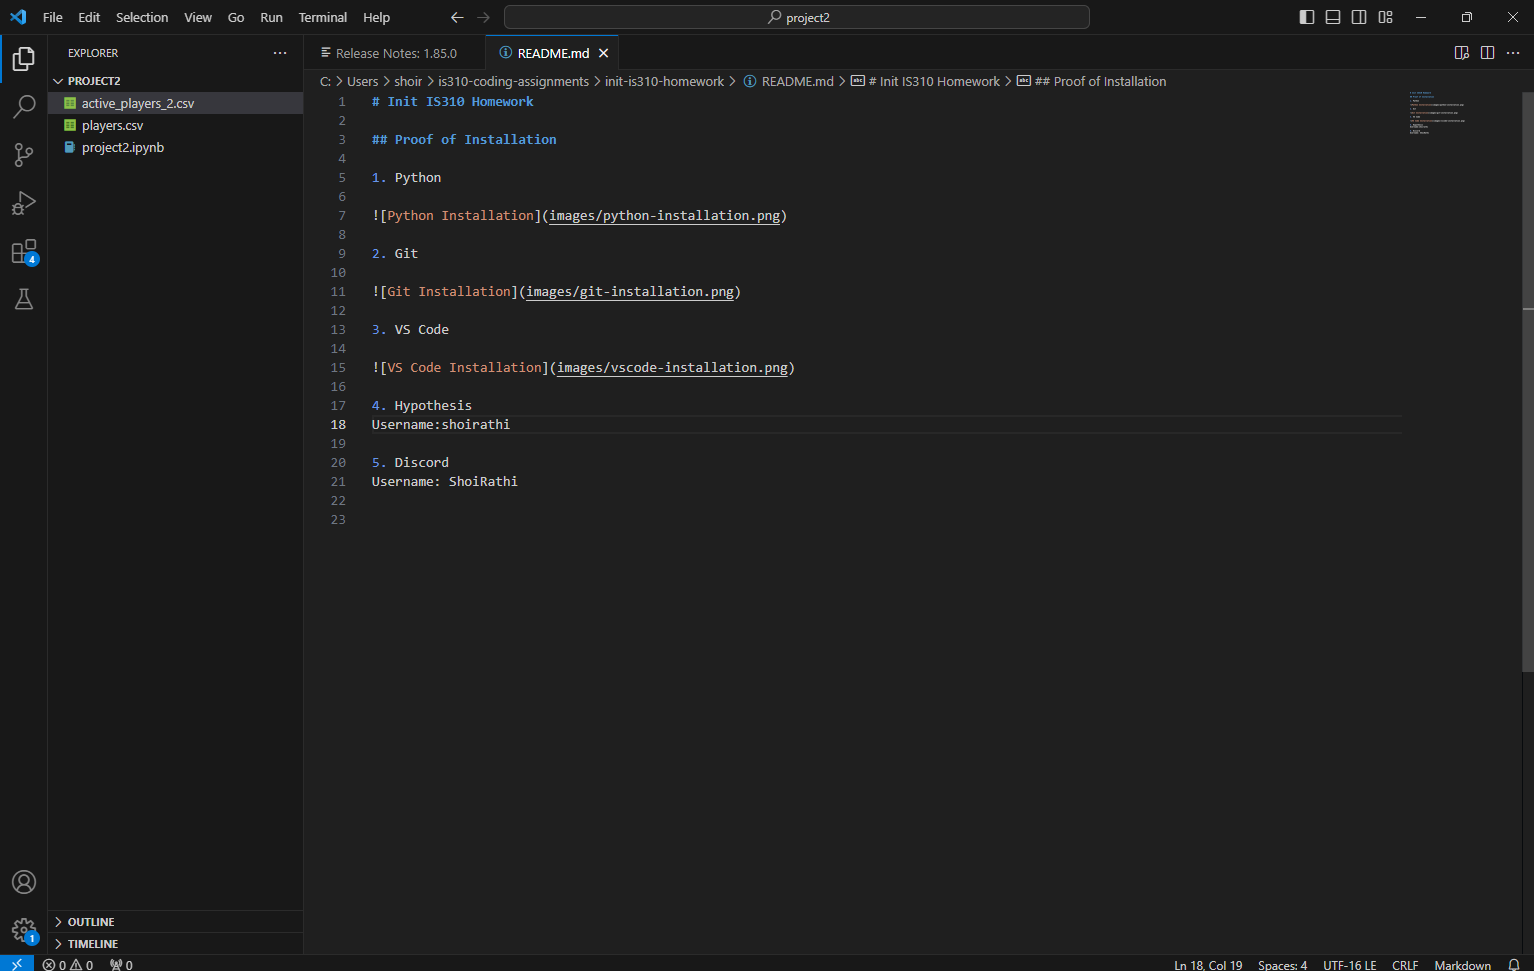 File Edit Selection View Go Run Terminal Help
project2
EXPLORER
PROJECT2
active_players_2.csv
players.csv
project2.ipynb
4
1
OUTLINE
TIMELINE
Release Notes: 1.85.0
README.md
C: > Users > shoir > is310-coding-assignments > init-is310-homework > README.md > # Init IS310 Homework > ## Proof of Installation
1 # Init IS310 Homework
2
3 ## Proof of Installation
4
5 1. Python
6
7 ![Python Installation](images/python-installation.png)
8
9 2. Git
10
11 ![Git Installation](images/git-installation.png)
12
13 3. VS Code
14
15 ![VS Code Installation](images/vscode-installation.png)
16
17 4. Hypothesis
18 Username:shoirathi
19
20 5. Discord
21 Username: ShoiRathi
22
23
0 0 0
Ln 18, Col 19 Spaces: 4 UTF-16 LE CRLF Markdown